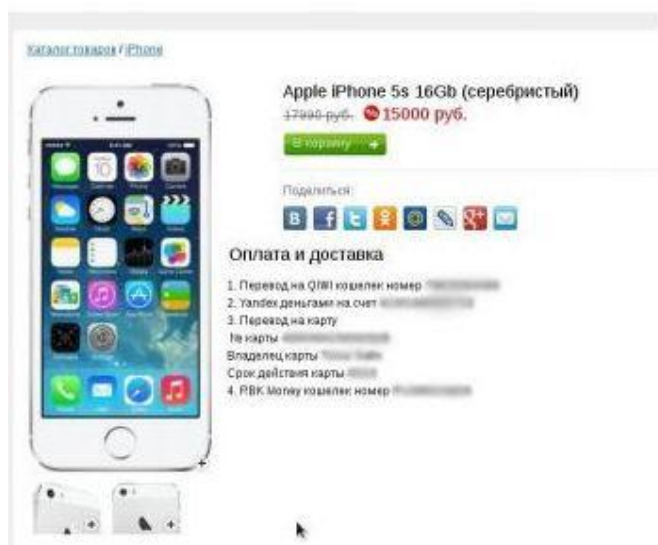 Каталог товаров / iPhone
Apple iPhone 5s 16Gb (серебристый)
17990 руб. 15000 руб.
В корзину
Поделиться:
Оплата и доставка
1. Перевод на QIWI кошелек номер
2. Yandex деньгами на счет
3. Перевод на карту
№ карты
Владелец карты
Срок действия карты
4. RBK Money кошелек номер